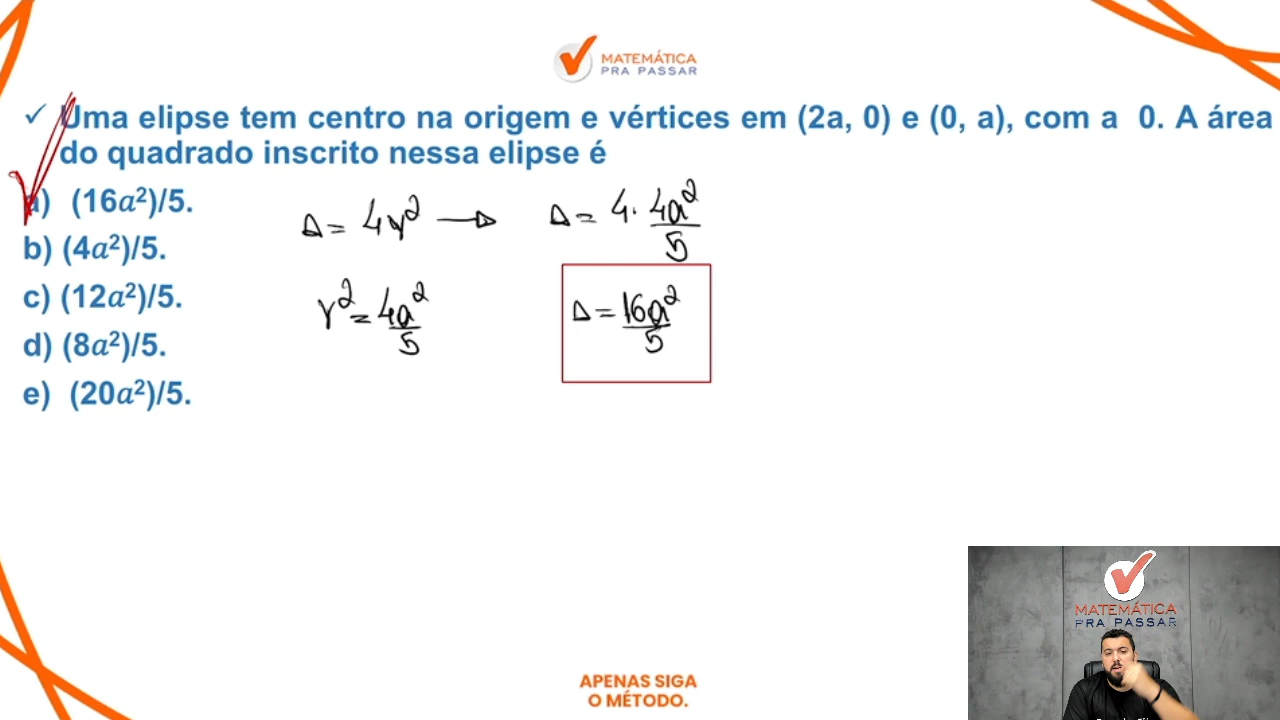 MATEMÁTICA
PRA PASSAR
✓ Uma elipse tem centro na origem e vértices em (2a, 0) e (0, a), com a 0. A área
do quadrado inscrito nessa elipse é
a) (16a²)/5.
b) (4a²)/5.
c) (12a²)/5.
d) (8a²)/5.
e) (20a²)/5.
A = 4r² → A = 4. 4a²/5
r² = 4a²/5
A = 16a²/5
MATEMÁTICA
PRA PASSAR
APENAS SIGA
O MÉTODO.